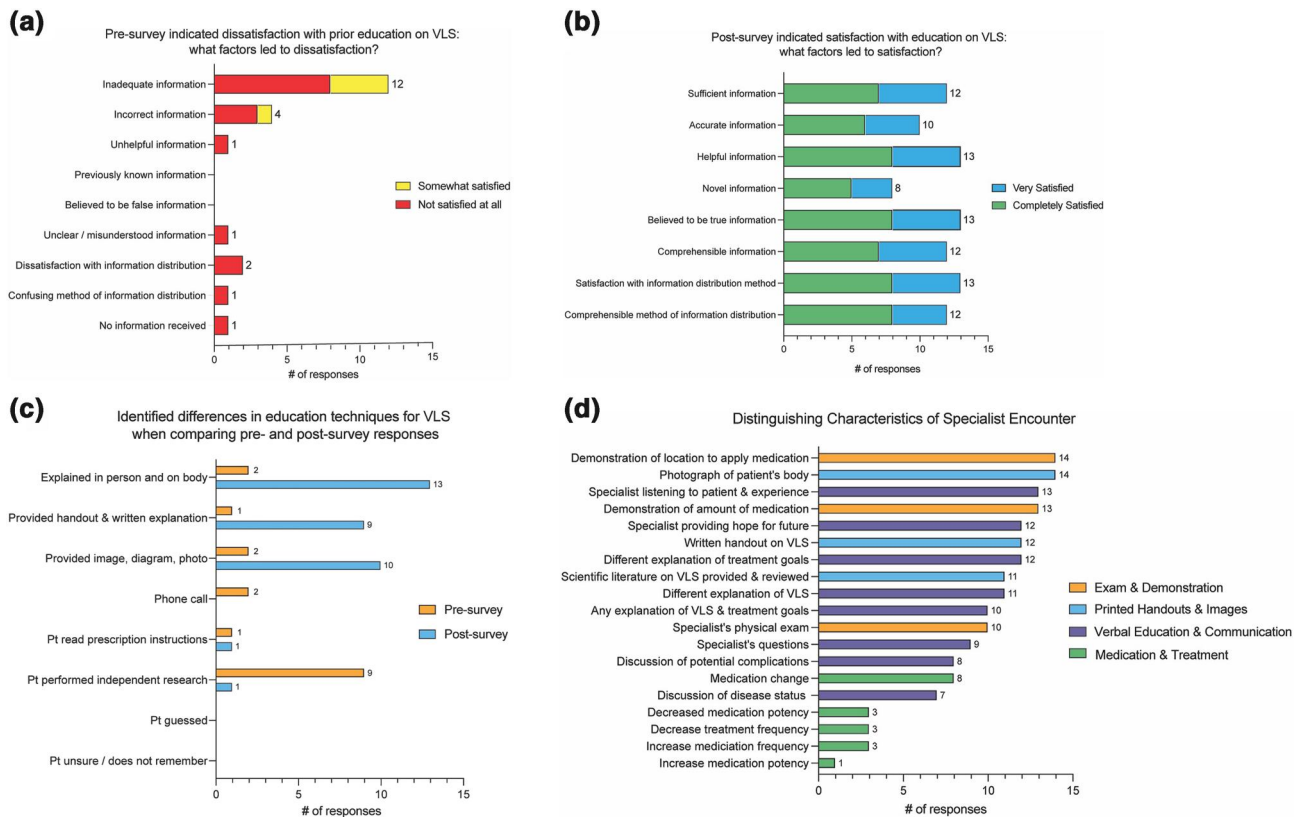 (a)
Pre-survey indicated dissatisfaction with prior education on VLS:
what factors led to dissatisfaction?
Inadequate information
12
Incorrect information
4
Unhelpful information
1
Previously known information
Believed to be false information
Unclear / misunderstood information
1
Dissatisfaction with information distribution
2
Confusing method of information distribution
1
No information received
1
Somewhat satisfied
Not satisfied at all
0 5 10 15
# of responses
(b)
Post-survey indicated satisfaction with education on VLS:
what factors led to satisfaction?
Sufficient information
12
Accurate information
10
Helpful information
13
Novel information
8
Believed to be true information
13
Comprehensible information
12
Satisfaction with information distribution method
13
Comprehensible method of information distribution
12
Very Satisfied
Completely Satisfied
0 5 10 15
# of responses
(c)
Identified differences in education techniques for VLS
when comparing pre- and post-survey responses
Explained in person and on body
2
13
Provided handout & written explanation
1
9
Provided image, diagram, photo
2
10
Phone call
2
Pt read prescription instructions
1
1
Pt performed independent research
9
1
Pt guessed
Pt unsure / does not remember
Pre-survey
Post-survey
0 5 10 15
# of responses
(d)
Distinguishing Characteristics of Specialist Encounter
Demonstration of location to apply medication
14
Photograph of patient's body
14
Specialist listening to patient & experience
13
Demonstration of amount of medication
13
Specialist providing hope for future
12
Written handout on VLS
12
Different explanation of treatment goals
12
Scientific literature on VLS provided & reviewed
11
Different explanation of VLS
11
Any explanation of VLS & treatment goals
10
Specialist's physical exam
10
Specialist's questions
9
Discussion of potential complications
8
Medication change
8
Discussion of disease status
7
Decreased medication potency
3
Decrease treatment frequency
3
Increase mediciation frequency
3
Increase medication potency
1
Exam & Demonstration
Printed Handouts & Images
Verbal Education & Communication
Medication & Treatment
0 5 10 15
# of responses